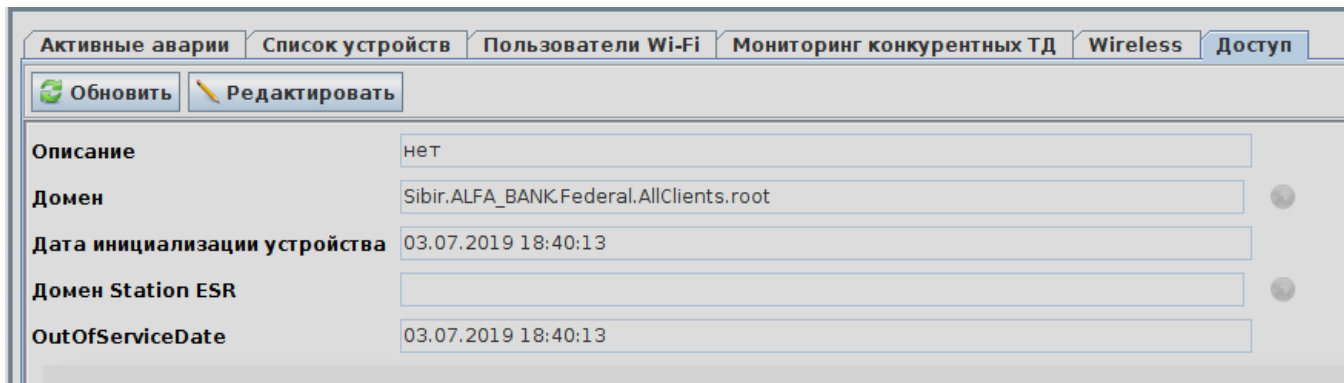 Активные аварии Список устройств Пользователи Wi-Fi Мониторинг конкурентных ТД Wireless Доступ
Обновить Редактировать
Описание нет
Домен Sibir.ALFA_BANK.Federal.AllClients.root
Дата инициализации устройства 03.07.2019 18:40:13
Домен Station ESR
OutOfServiceDate 03.07.2019 18:40:13